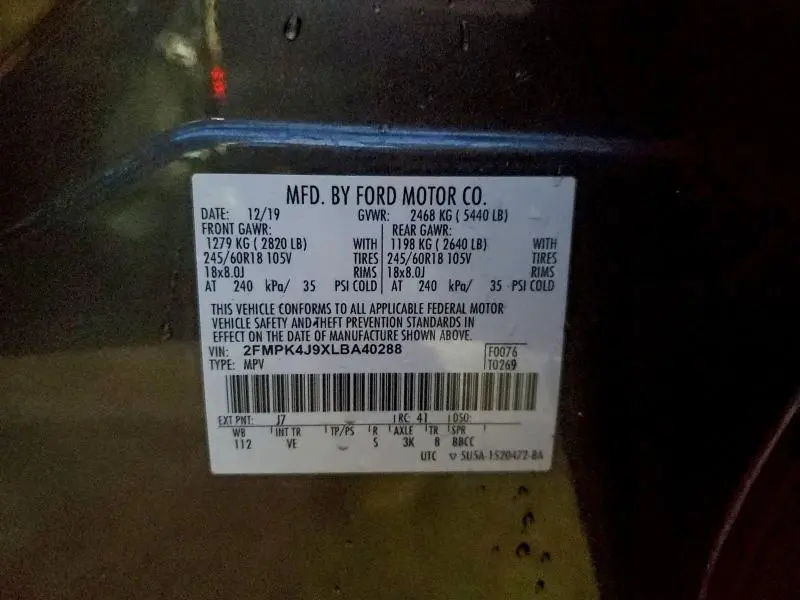 MFD. BY FORD MOTOR CO.
DATE: 12/19 GVWR: 2468 KG ( 5440 LB)
FRONT GAWR: REAR GAWR:
1279 KG ( 2820 LB) WITH 1198 KG ( 2640 LB) WITH
245/60R18 105V TIRES 245/60R18 105V TIRES
18x8.0J RIMS 18x8.0J RIMS
AT 240 kPa/ 35 PSI COLD AT 240 kPa/ 35 PSI COLD
THIS VEHICLE CONFORMS TO ALL APPLICABLE FEDERAL MOTOR
VEHICLE SAFETY AND THEFT PREVENTION STANDARDS IN
EFFECT ON THE DATE OF MANUFACTURE SHOWN ABOVE.
VIN: 2FMPK4J9XLBA40288 F0076
TYPE: MPV T0269
EXT PNT: J7 RC: 41 DSO:
WB INT TR TP/PS R AXLE TR SPR
112 VE S 3K 8 BBCC
UTC 5U5A-1520472-BA